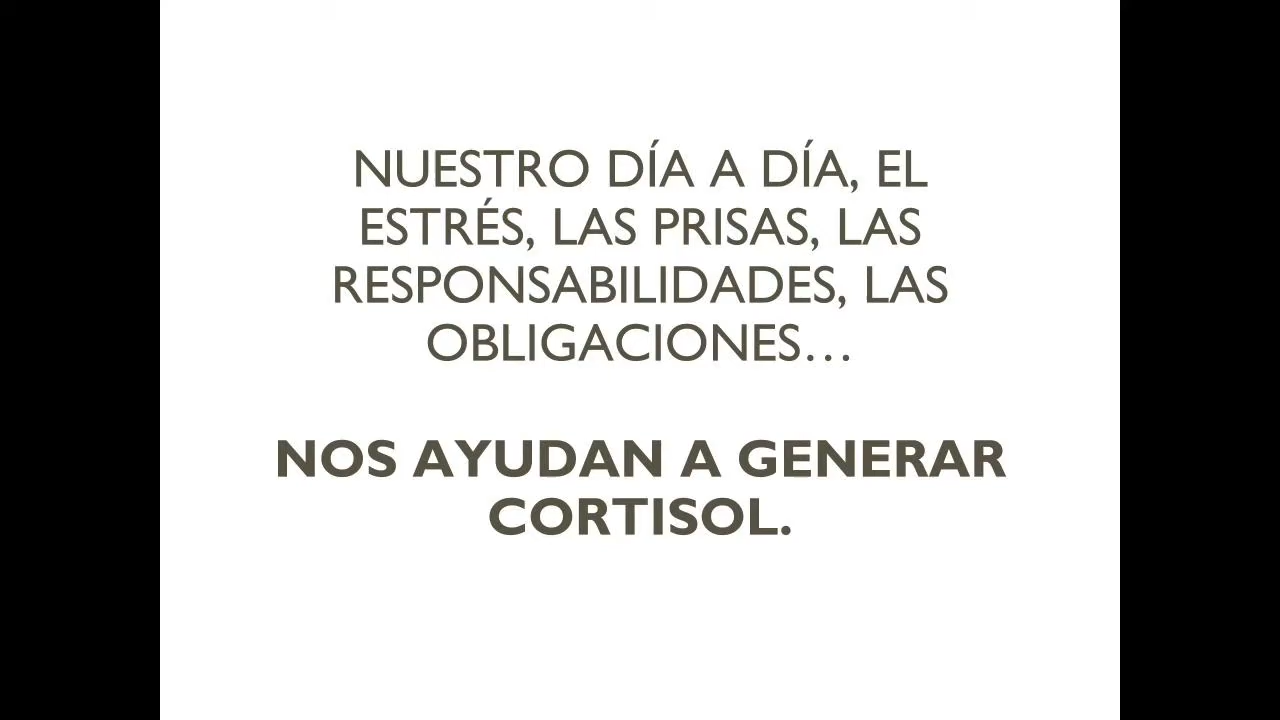 NUESTRO DÍA A DÍA, EL
ESTRÉS, LAS PRISAS, LAS
RESPONSABILIDADES, LAS
OBLIGACIONES…
NOS AYUDAN A GENERAR
CORTISOL.